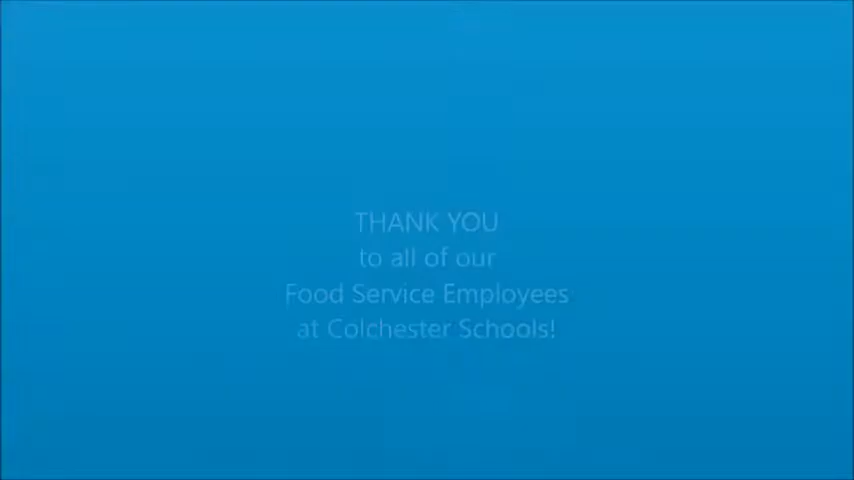 THANK YOU
to all of our
Food Service Employees
at Colchester Schools!